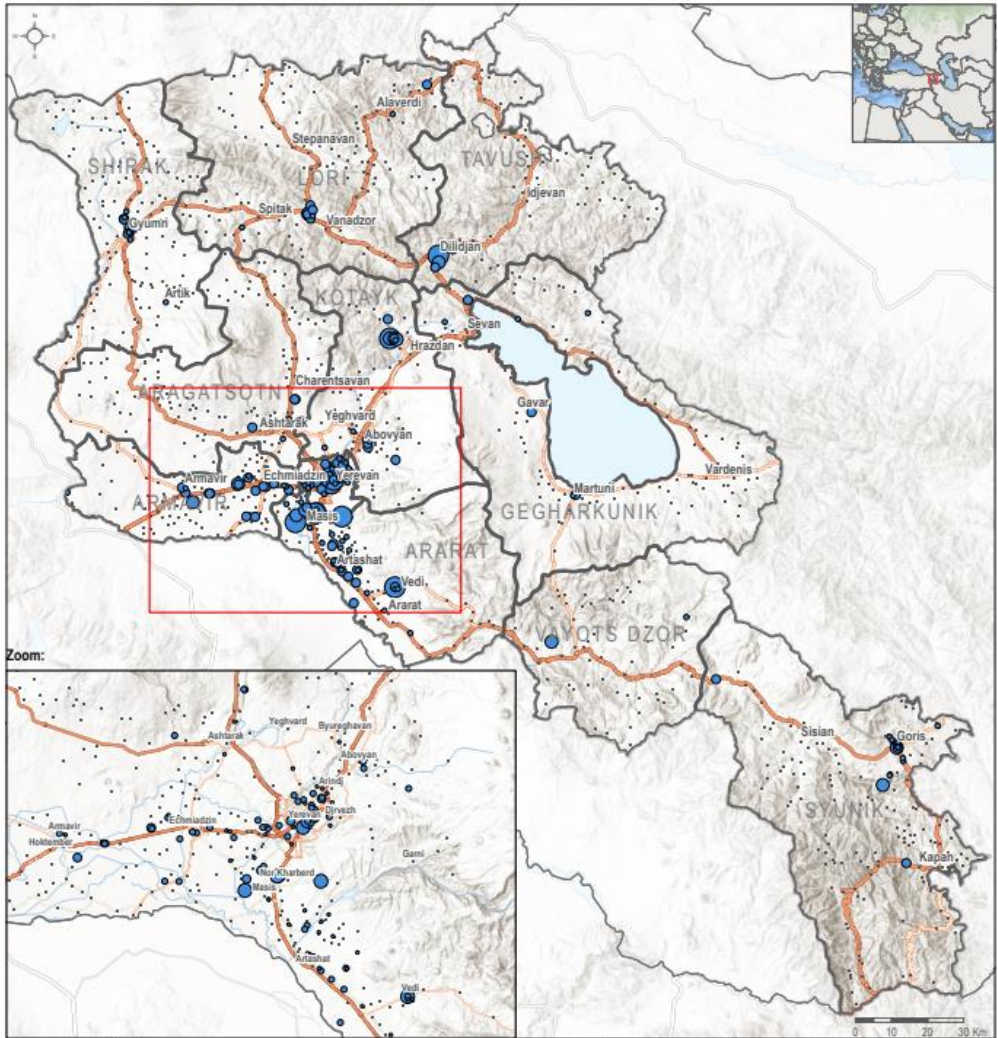 N
Alaverdi
Stepanavan
TAVUSH
SHIRAK
LORI
Idjevan
Spitak
Vanadzor
Gyumri
Dilidjan
Artik
KOTAYK
Sevan
Hrazdan
Charentsavan
ARAGATSOTN
Gavar
Yeghvard
Ashtarak
Abovyan
Vardenis
Echmiadzin
Yerevan
Armavir
Martuni
ARMAVIR
GEGHARKUNIK
Masis
ARARAT
Artashat
Vedi
Ararat
VAYOTS DZOR
Zoom:
Yeghvard
Byureghavan
Ashtarak
Abovyan
Sisian
Goris
Arindj
Djrvezh
Echmiadzin
Yerevan
Armavir
SYUNIK
Hoktember
Garni
Kapan
Nor Kharberd
Masis
Artashat
Vedi
0 10 20 30 Km